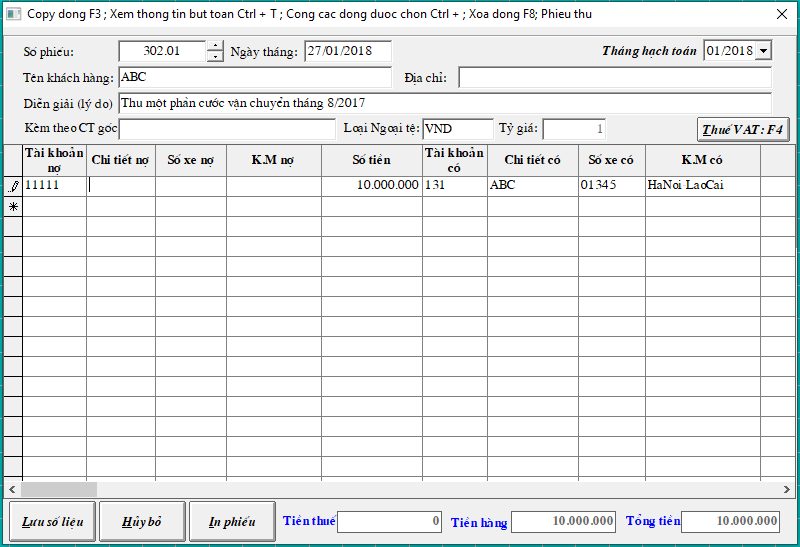 Copy dong F3 ; Xem thong tin but toan Ctrl + T ; Cong cac dong duoc chon Ctrl + ; Xoa dong F8; Phieu thu
Số phiếu: 302.01 Ngày tháng: 27/01/2018 Tháng hạch toán 01/2018
Tên khách hàng: ABC Địa chỉ:
Diễn giải (lý do) Thu một phần cước vận chuyển tháng 8/2017
Kèm theo CT gốc Loại Ngoại tệ: VND Tỷ giá: 1 Thuế VAT: F4
Tài khoản nợ Chi tiết nợ Số xe nợ K.M nợ Số tiền Tài khoản có Chi tiết có Số xe có K.M có
11111 10.000.000 131 ABC 01345 HaNoi-LaoCai
Lưu số liệu Hủy bỏ In phiếu Tiền thuế 0 Tiền hàng 10.000.000 Tổng tiền 10.000.000